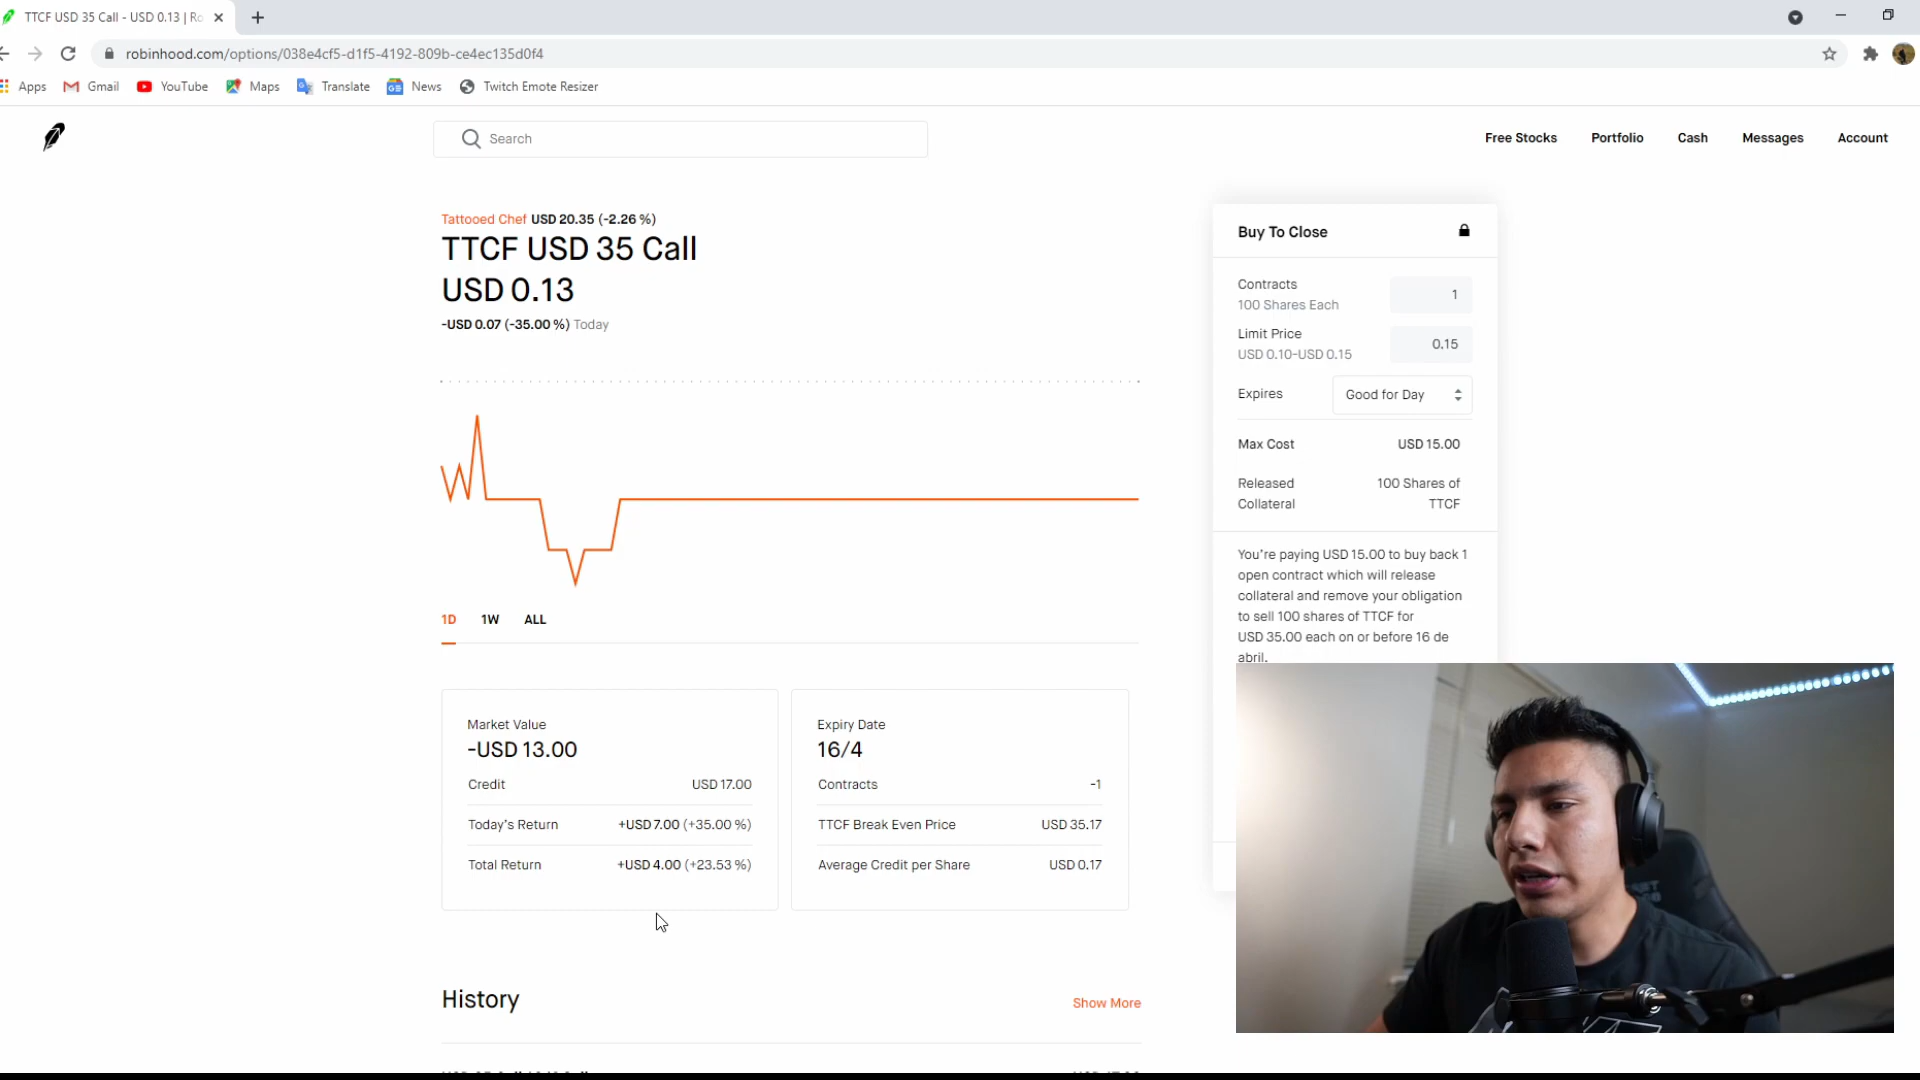 TTCF USD 35 Call - USD 0.13 | Ro
robinhood.com/options/038e4cf5-d1f5-4192-809b-ce4ec135d0f4
Apps Gmail YouTube Maps Translate News Twitch Emote Resizer
Search
Free Stocks Portfolio Cash Messages Account
Tattooed Chef USD 20.35 (-2.26 %)
TTCF USD 35 Call
USD 0.13
-USD 0.07 (-35.00 %) Today
1D 1W ALL
Market Value
-USD 13.00
Credit USD 17.00
Today's Return +USD 7.00 (+35.00 %)
Total Return +USD 4.00 (+23.53 %)
Expiry Date
16/4
Contracts -1
TTCF Break Even Price USD 35.17
Average Credit per Share USD 0.17
History Show More
Buy To Close
Contracts 1
100 Shares Each
Limit Price 0.15
USD 0.10-USD 0.15
Expires Good for Day
Max Cost USD 15.00
Released 100 Shares of
Collateral TTCF
You're paying USD 15.00 to buy back 1
open contract which will release
collateral and remove your obligation
to sell 100 shares of TTCF for
USD 35.00 each on or before 16 de
abril.